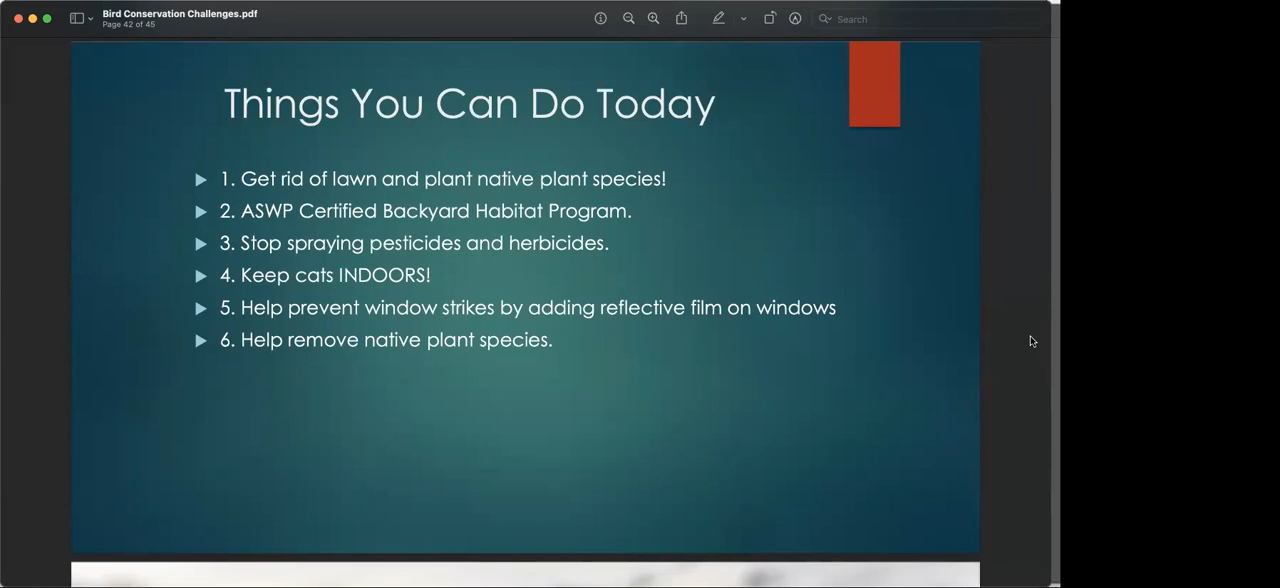 Bird Conservation Challenges.pdf
Page 42 of 45
Search
Things You Can Do Today
1. Get rid of lawn and plant native plant species!
2. ASWP Certified Backyard Habitat Program.
3. Stop spraying pesticides and herbicides.
4. Keep cats INDOORS!
5. Help prevent window strikes by adding reflective film on windows
6. Help remove native plant species.